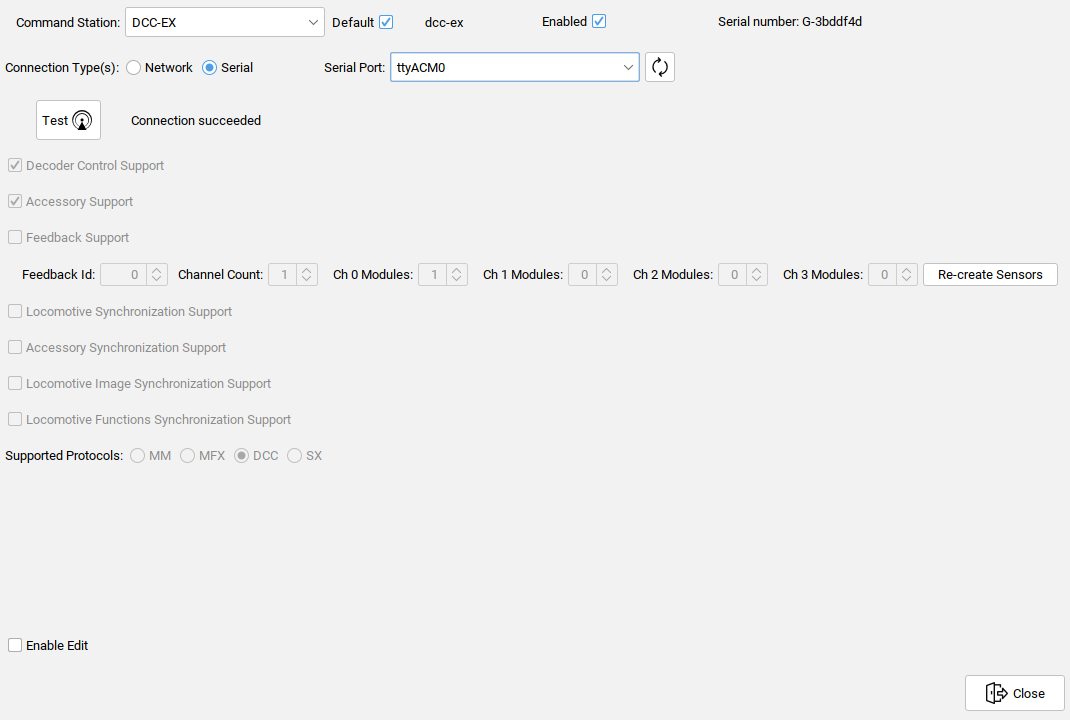 Command Station: DCC-EX Default dcc-ex Enabled Serial number: G-3bddf4d
Connection Type(s): Network Serial Serial Port: ttyACM0
Test Connection succeeded
Decoder Control Support
Accessory Support
Feedback Support
Feedback Id: 0 Channel Count: 1 Ch 0 Modules: 1 Ch 1 Modules: 0 Ch 2 Modules: 0 Ch 3 Modules: 0 Re-create Sensors
Locomotive Synchronization Support
Accessory Synchronization Support
Locomotive Image Synchronization Support
Locomotive Functions Synchronization Support
Supported Protocols: MM MFX DCC SX
Enable Edit
Close